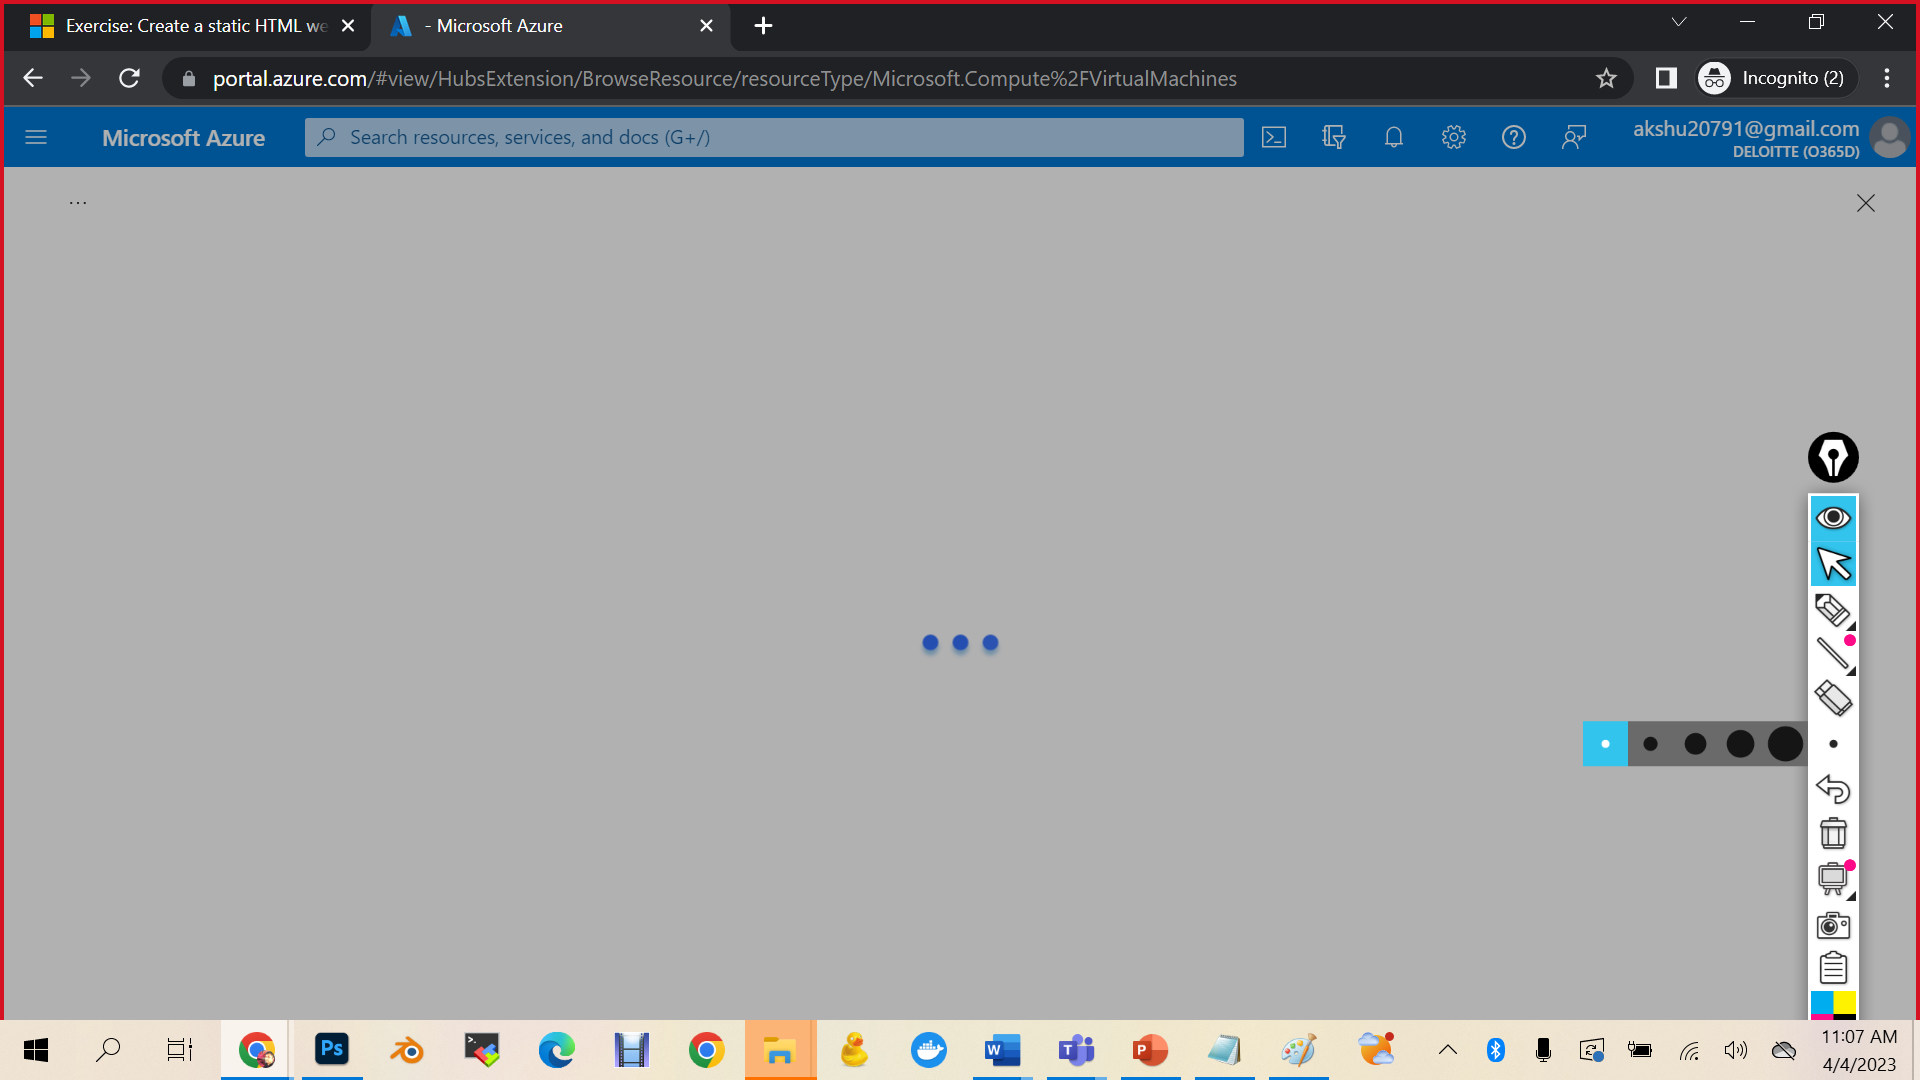 Exercise: Create a static HTML we
- Microsoft Azure
portal.azure.com/#view/HubsExtension/BrowseResource/resourceType/Microsoft.Compute%2FVirtualMachines
Incognito (2)
Microsoft Azure
Search resources, services, and docs (G+/)
akshu20791@gmail.com
DELOITTE (O365D)
...
Ps
W
T
P
11:07 AM
4/4/2023